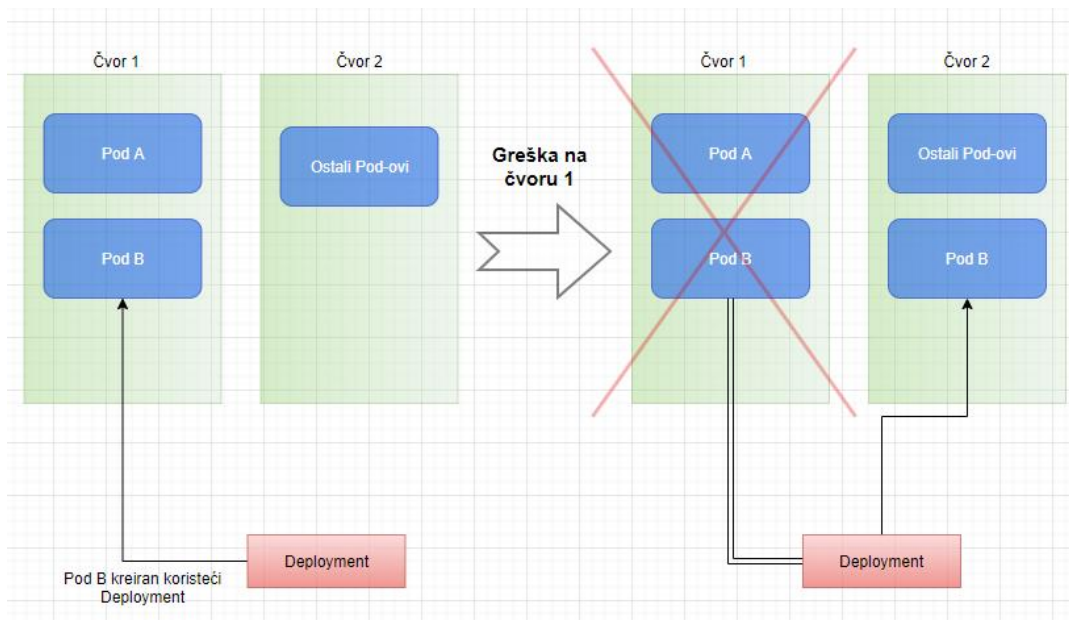 Čvor 1
Čvor 2
Pod A
Ostali Pod-ovi
Pod B
Pod B kreiran koristeći
Deployment
Deployment
Greška na
čvoru 1
Čvor 1
Čvor 2
Pod A
Ostali Pod-ovi
Pod B
Pod B
Deployment